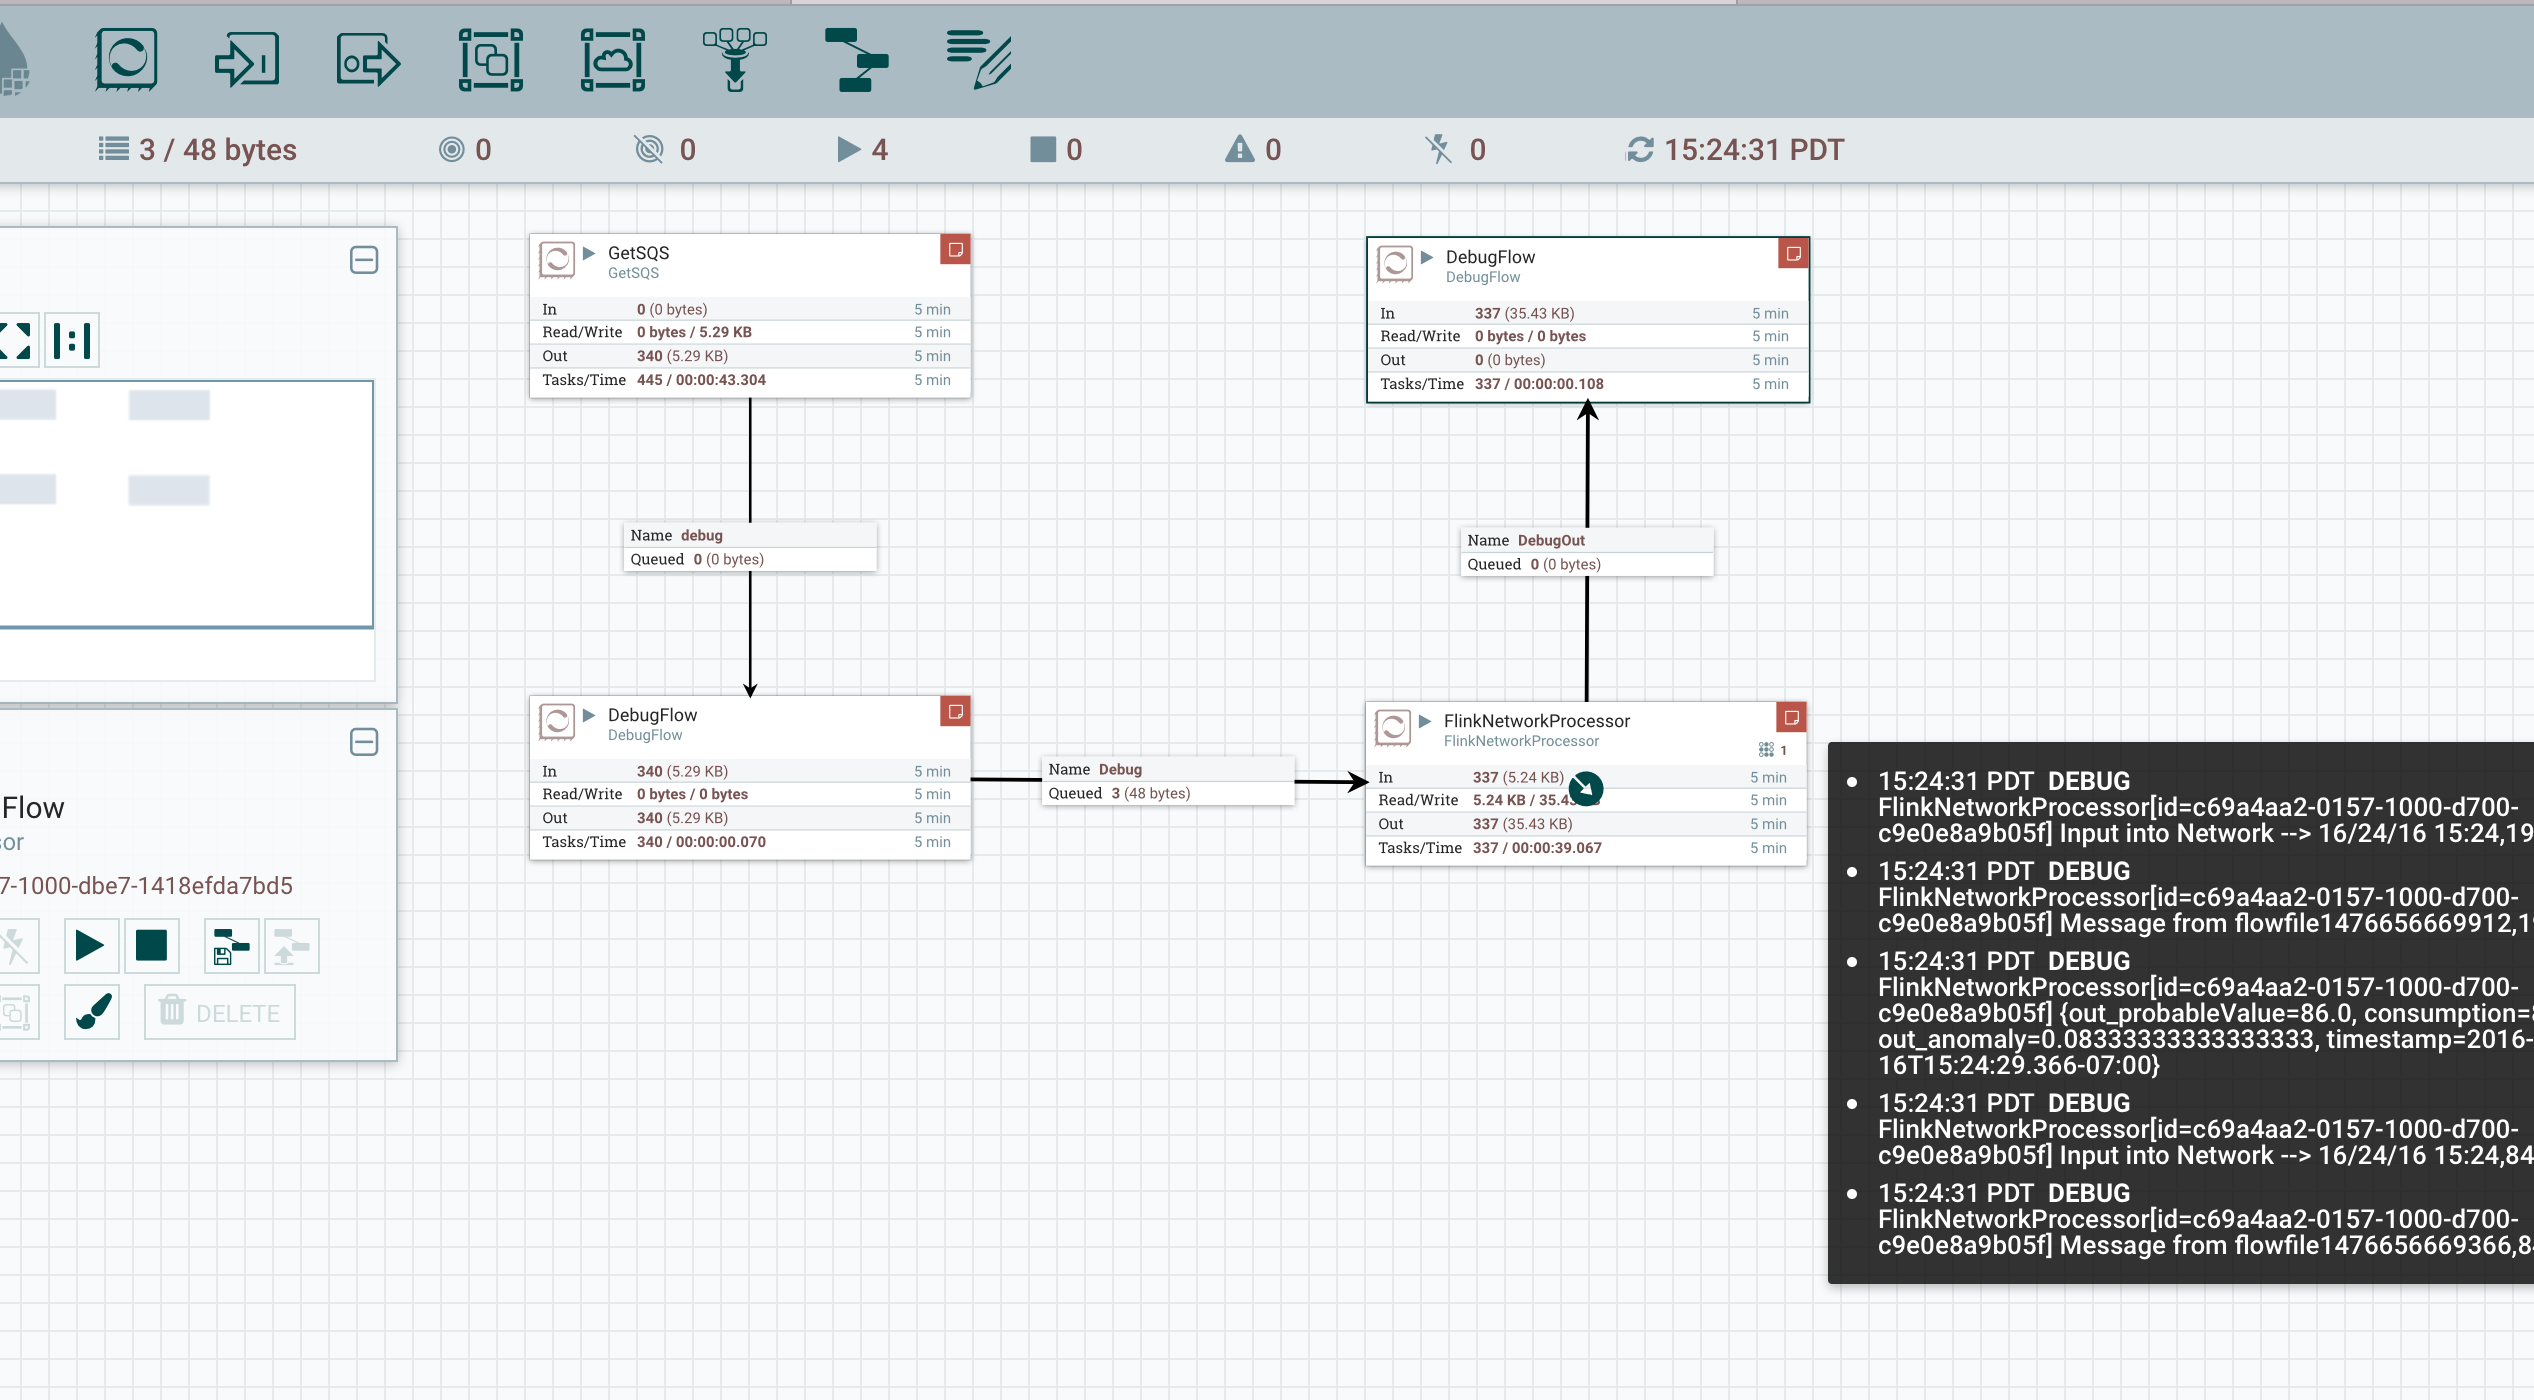 3 / 48 bytes 0 0 4 0 0 0 15:24:31 PDT
GetSQS
GetSQS
In 0 (0 bytes) 5 min
Read/Write 0 bytes / 5.29 KB 5 min
Out 340 (5.29 KB) 5 min
Tasks/Time 445 / 00:00:43.304 5 min
DebugFlow
DebugFlow
In 337 (35.43 KB) 5 min
Read/Write 0 bytes / 0 bytes 5 min
Out 0 (0 bytes) 5 min
Tasks/Time 337 / 00:00:00.108 5 min
Name debug
Queued 0 (0 bytes)
Name DebugOut
Queued 0 (0 bytes)
DebugFlow
DebugFlow
In 340 (5.29 KB) 5 min
Read/Write 0 bytes / 0 bytes 5 min
Out 340 (5.29 KB) 5 min
Tasks/Time 340 / 00:00:00.070 5 min
Name Debug
Queued 3 (48 bytes)
FlinkNetworkProcessor
FlinkNetworkProcessor
1
In 337 (5.24 KB) 5 min
Read/Write 5.24 KB / 5 min
Out 337 (35.43 KB) 5 min
Tasks/Time 337 / 00:00:39.067 5 min
Flow
sor
7-1000-dbe7-1418efda7bd5
DELETE
15:24:31 PDT DEBUG
FlinkNetworkProcessor[id=c69a4aa2-0157-1000-d700-
c9e0e8a9b05f] Input into Network --> 16/24/16 15:24,19
15:24:31 PDT DEBUG
FlinkNetworkProcessor[id=c69a4aa2-0157-1000-d700-
c9e0e8a9b05f] Message from flowfile1476656669912,1
15:24:31 PDT DEBUG
FlinkNetworkProcessor[id=c69a4aa2-0157-1000-d700-
c9e0e8a9b05f] {out_probableValue=86.0, consumption=
out_anomaly=0.08333333333333333, timestamp=2016-
16T15:24:29.366-07:00}
15:24:31 PDT DEBUG
FlinkNetworkProcessor[id=c69a4aa2-0157-1000-d700-
c9e0e8a9b05f] Input into Network --> 16/24/16 15:24,84
15:24:31 PDT DEBUG
FlinkNetworkProcessor[id=c69a4aa2-0157-1000-d700-
c9e0e8a9b05f] Message from flowfile1476656669366,8